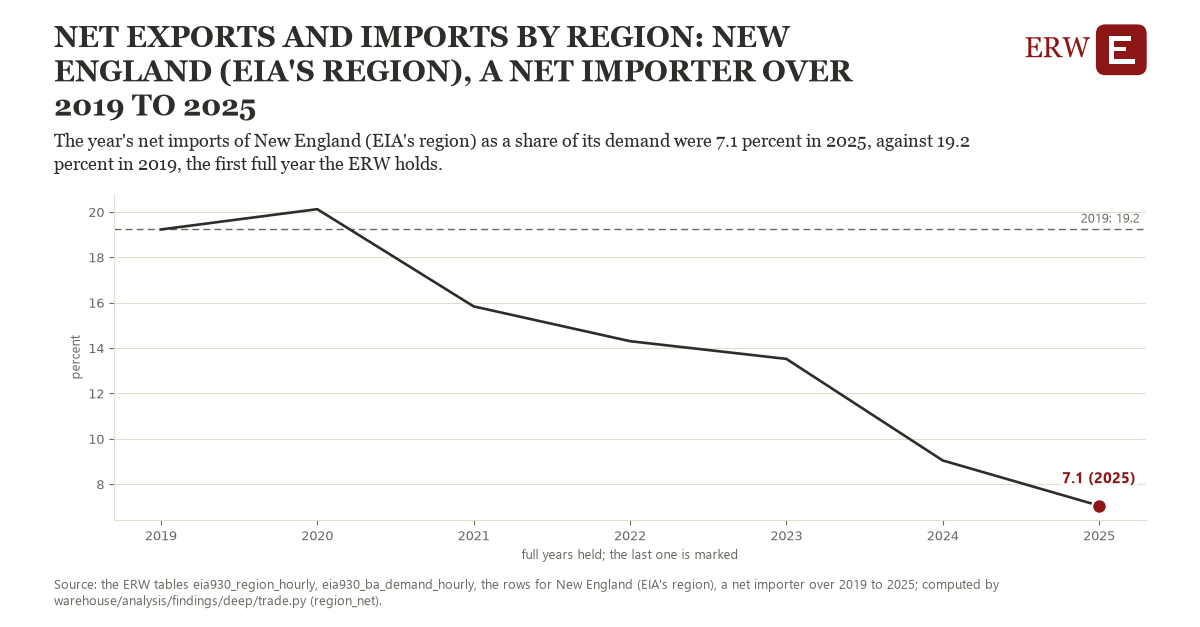 NET EXPORTS AND IMPORTS BY REGION: NEW
ENGLAND (EIA'S REGION), A NET IMPORTER OVER
2019 TO 2025
ERW E
The year's net imports of New England (EIA's region) as a share of its demand were 7.1 percent in 2025, against 19.2
percent in 2019, the first full year the ERW holds.
20
18
16
14
12
10
8
percent
2019: 19.2
7.1 (2025)
2019 2020 2021 2022 2023 2024 2025
full years held; the last one is marked
Source: the ERW tables eia930_region_hourly, eia930_ba_demand_hourly, the rows for New England (EIA's region), a net importer over 2019 to 2025; computed by
warehouse/analysis/findings/deep/trade.py (region_net).